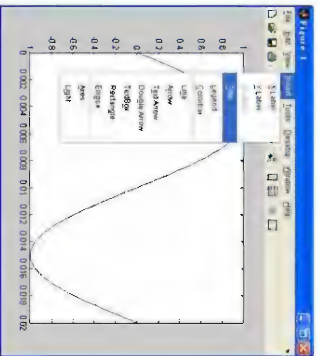 Figure 1
File Edit View Insert Tools Desktop Window Help
X Label
Y Label
Title
Legend
Colorbar
Line
Arrow
Text Arrow
Double Arrow
TextBox
Rectangle
Ellipse
Axes
Light
1
0.8
0.6
0.4
0.2
0
-0.2
-0.4
-0.6
-0.8
-1
0 0.002 0.004 0.006 0.008 0.01 0.012 0.014 0.016 0.018 0.02